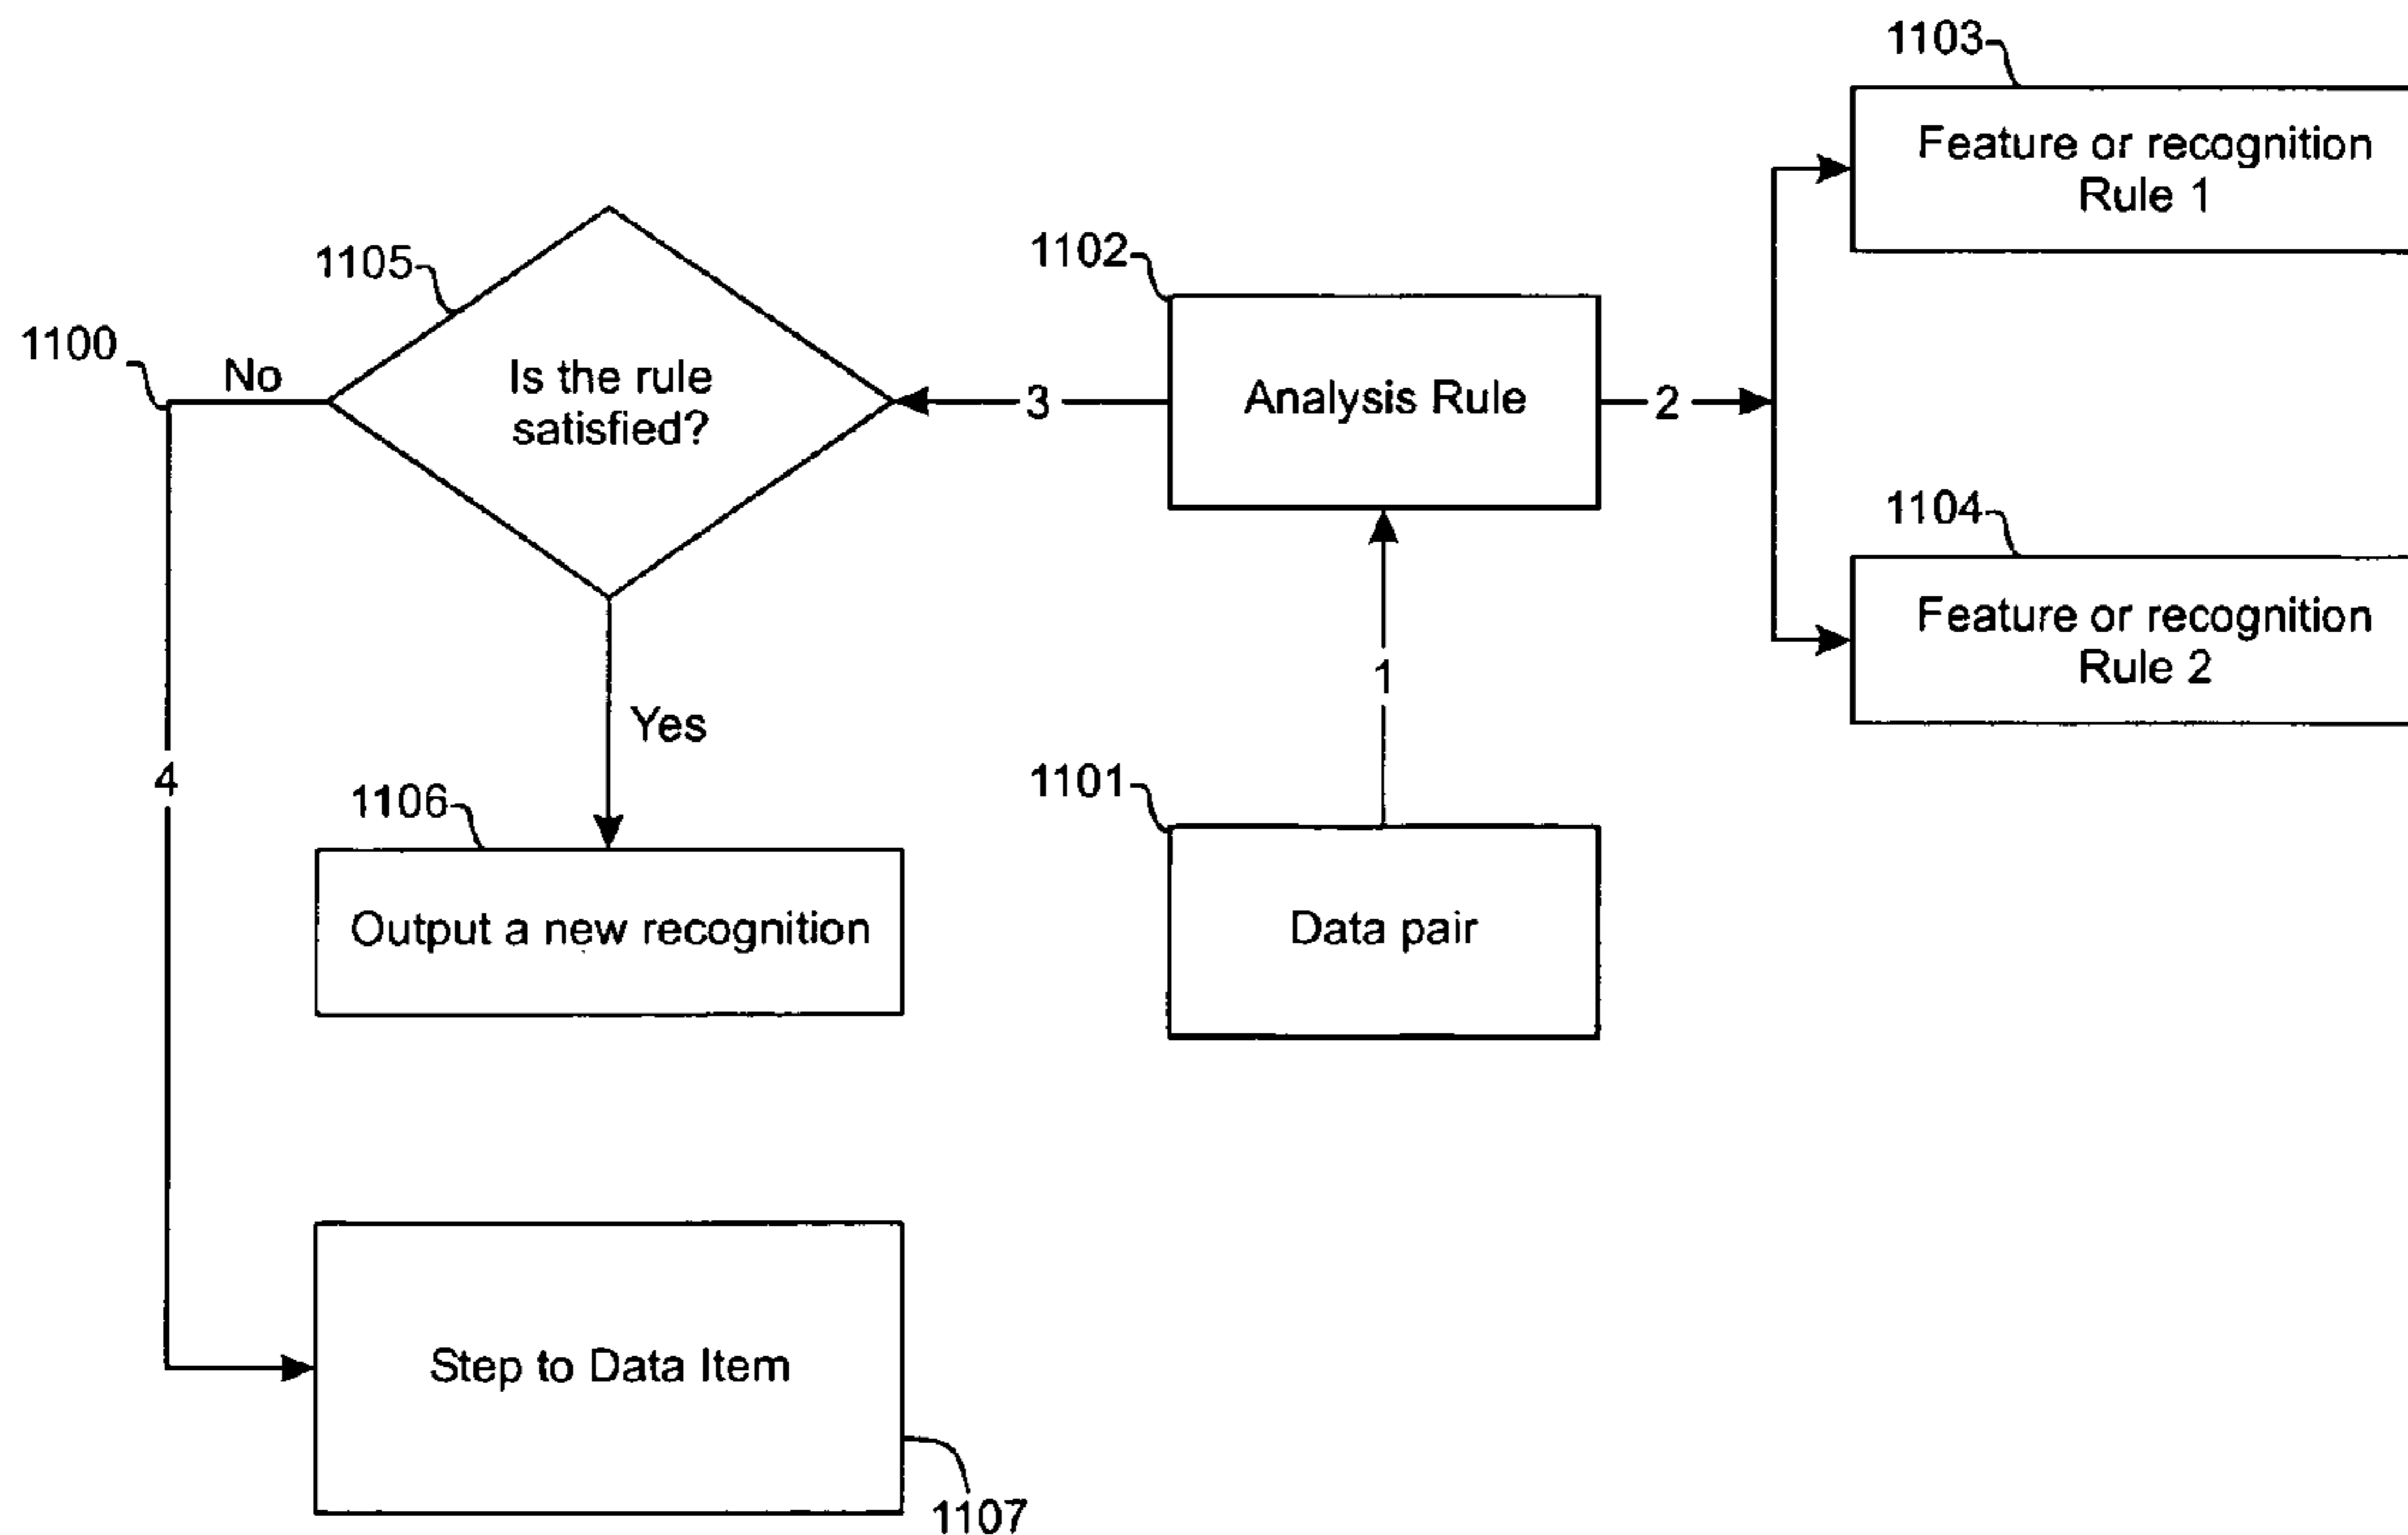 1103
Feature or recognition
Rule 1
1105
1102
1100
No
Is the rule
satisfied?
3
Analysis Rule
2
1104
Feature or recognition
Rule 2
1
Yes
4
1106
1101
Output a new recognition
Data pair
Step to Data Item
1107